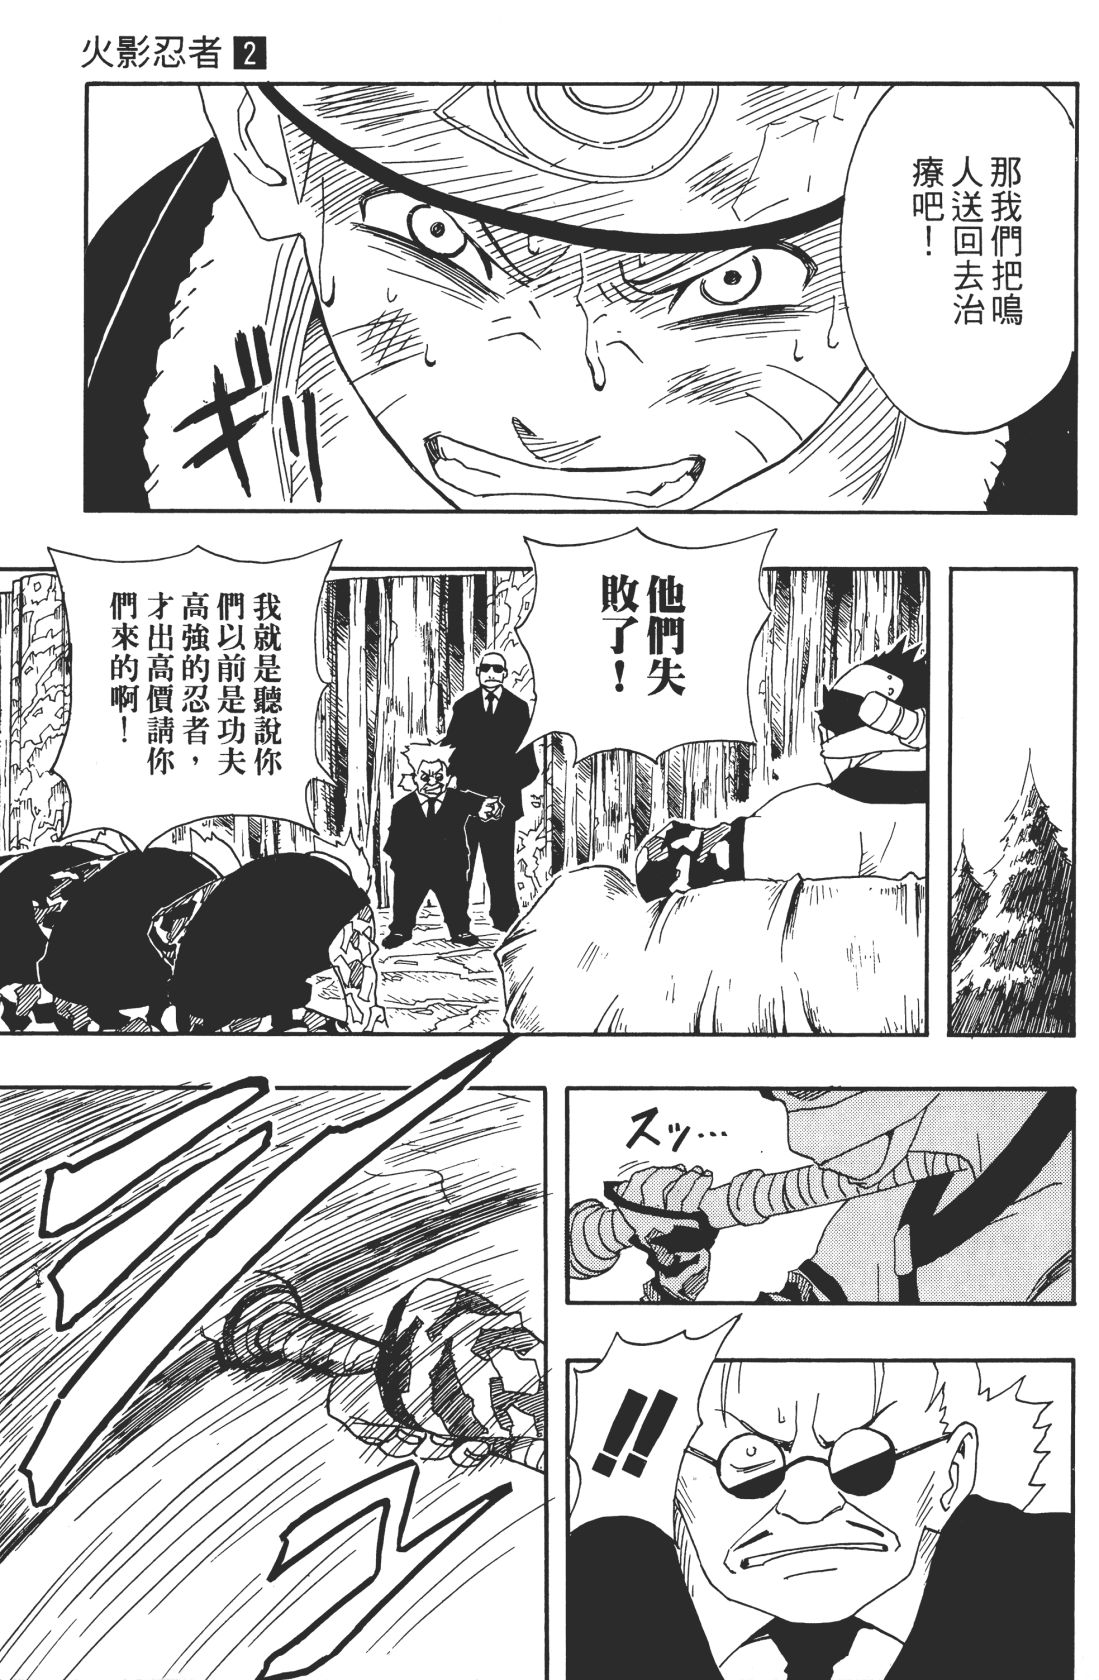 火影忍者 2
那我們把鳴
人送回去治
療吧！
ギリ
他們失
敗了！
我就是聽說你
們以前是功夫
高強的忍者，
才出高價請你
們來的啊！
スッ…
!!